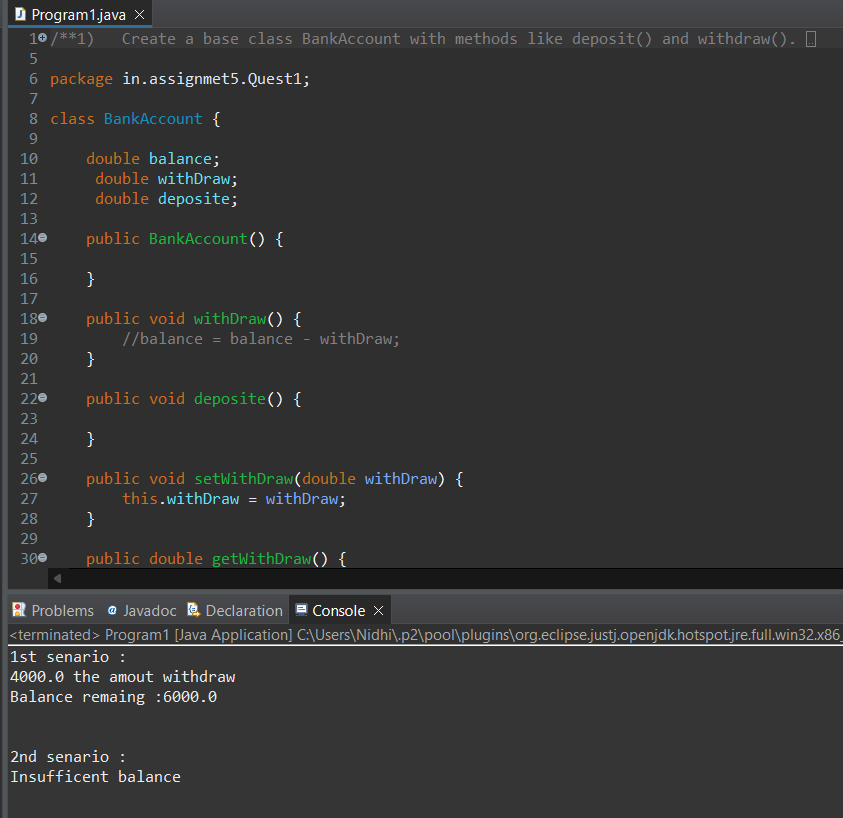 Program1.java
1 /**1)   Create a base class BankAccount with methods like deposit() and withdraw().
5
6 package in.assignmet5.Quest1;
7
8 class BankAccount {
9
10     double balance;
11      double withDraw;
12      double deposite;
13
14     public BankAccount() {
15
16     }
17
18     public void withDraw() {
19         //balance = balance - withDraw;
20     }
21
22     public void deposite() {
23
24     }
25
26     public void setWithDraw(double withDraw) {
27         this.withDraw = withDraw;
28     }
29
30     public double getWithDraw() {
Problems @ Javadoc Declaration Console
<terminated> Program1 [Java Application] C:\Users\Nidhi\.p2\pool\plugins\org.eclipse.justj.openjdk.hotspot.jre.full.win32.x86_
1st senario :
4000.0 the amout withdraw
Balance remaing :6000.0
2nd senario :
Insufficent balance